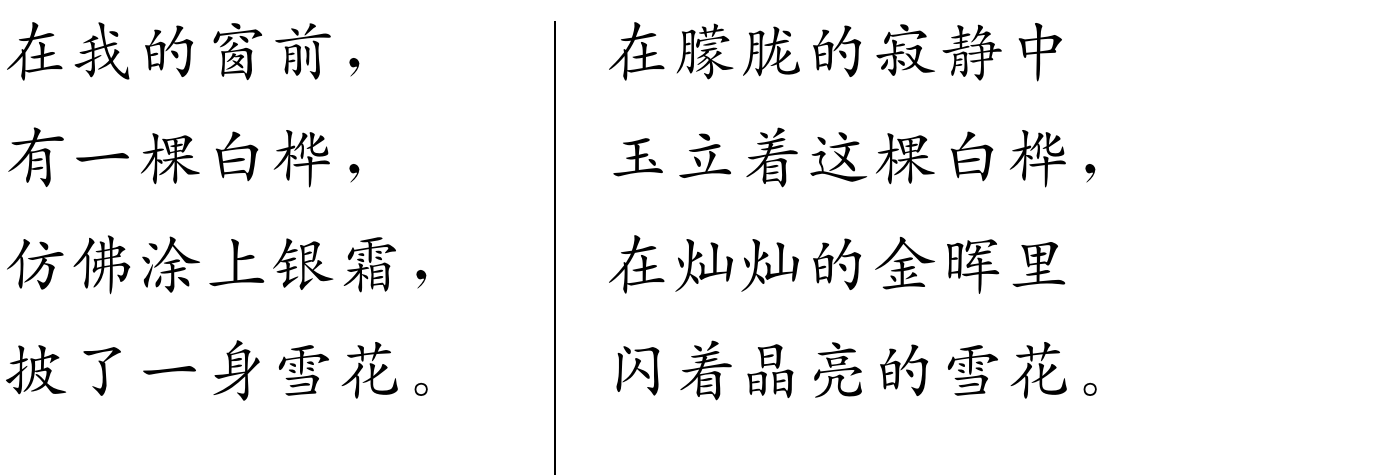 在我的窗前，
有一棵白桦，
仿佛涂上银霜，
披了一身雪花。
在朦胧的寂静中
玉立着这棵白桦，
在灿灿的金晖里
闪着晶亮的雪花。